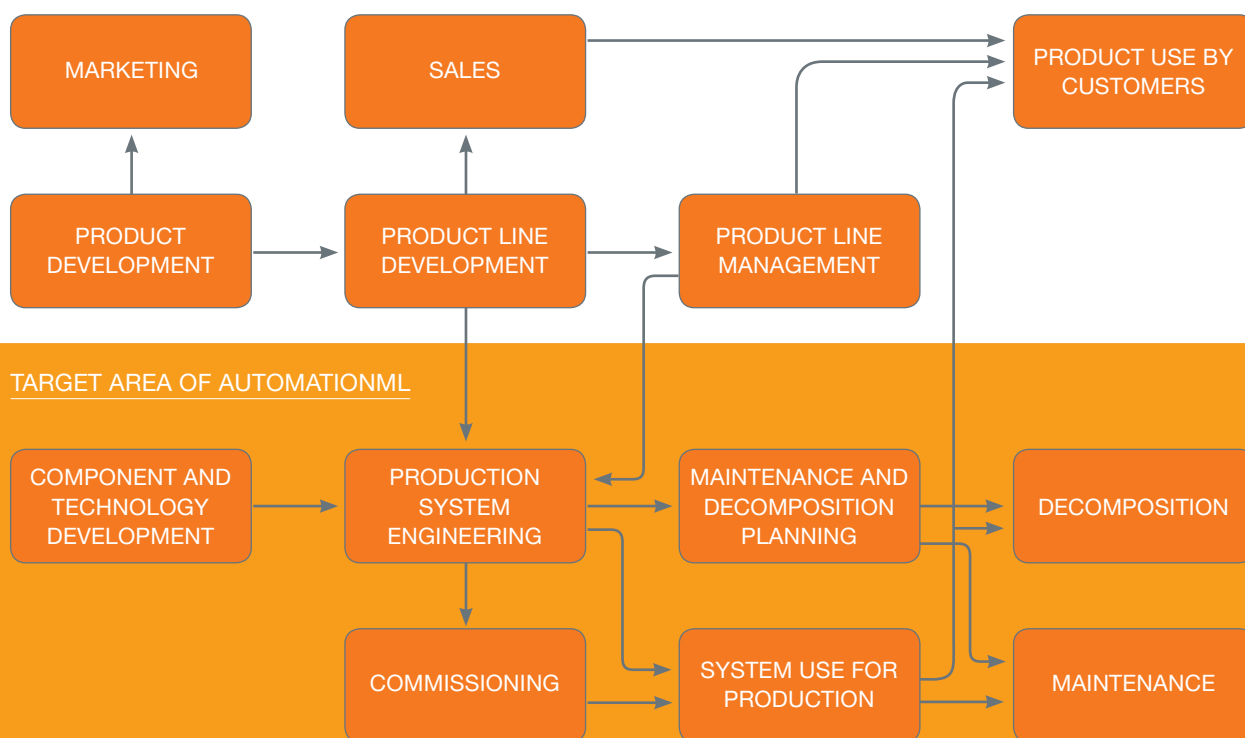 MARKETING
SALES
PRODUCT USE BY
CUSTOMERS
PRODUCT
DEVELOPMENT
PRODUCT LINE
DEVELOPMENT
PRODUCT LINE
MANAGEMENT
TARGET AREA OF AUTOMATIONML
COMPONENT AND
TECHNOLOGY
DEVELOPMENT
PRODUCTION
SYSTEM
ENGINEERING
MAINTENANCE AND
DECOMPOSITION
PLANNING
DECOMPOSITION
COMMISSIONING
SYSTEM USE FOR
PRODUCTION
MAINTENANCE